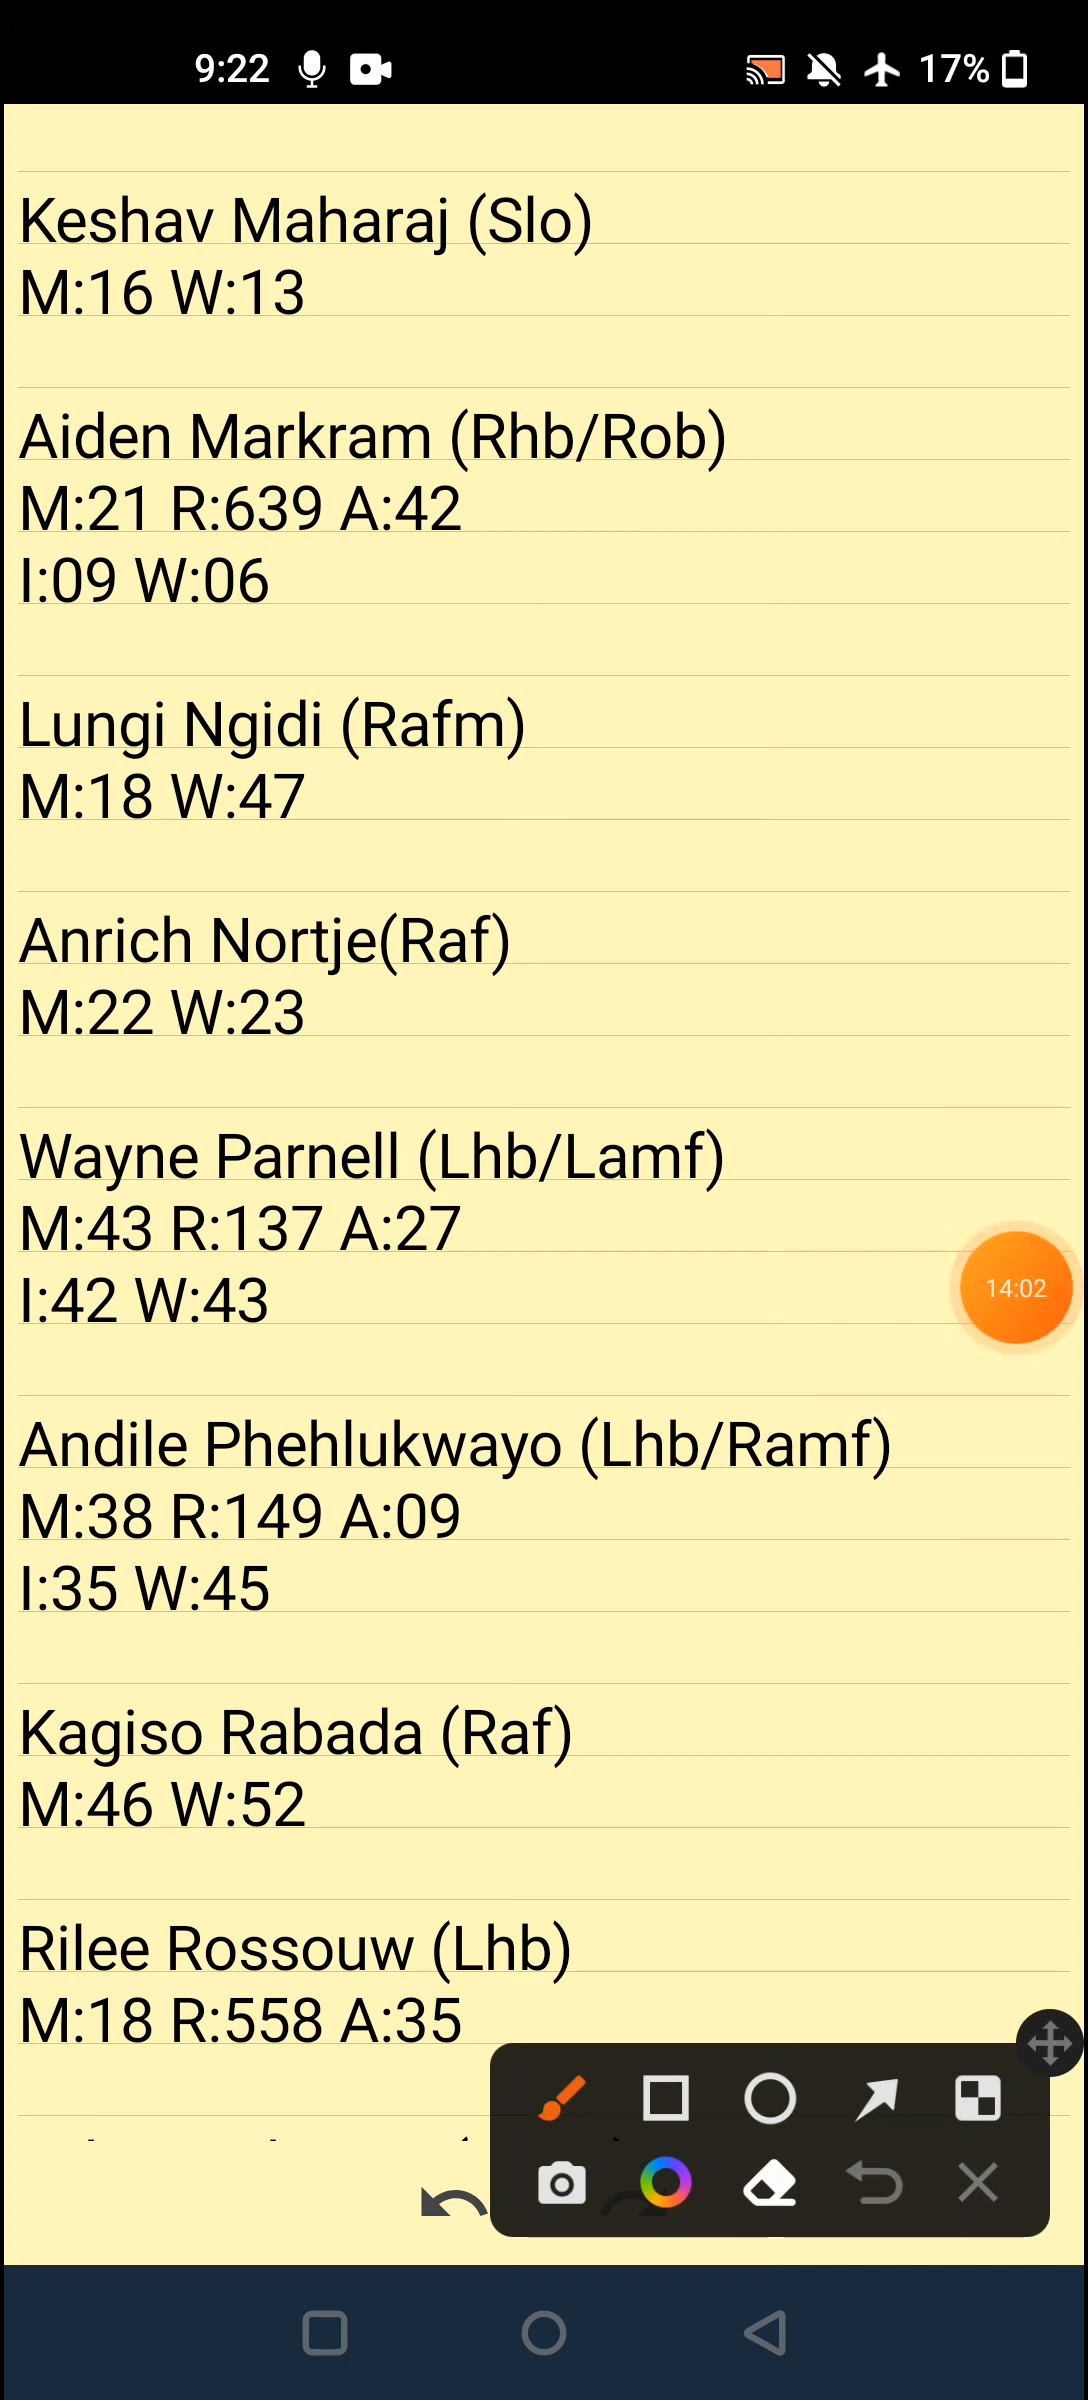 9:22
17%
Keshav Maharaj (Slo)
M:16 W:13
Aiden Markram (Rhb/Rob)
M:21 R:639 A:42
I:09 W:06
Lungi Ngidi (Rafm)
M:18 W:47
Anrich Nortje(Raf)
M:22 W:23
Wayne Parnell (Lhb/Lamf)
M:43 R:137 A:27
I:42 W:43
14:02
Andile Phehlukwayo (Lhb/Ramf)
M:38 R:149 A:09
I:35 W:45
Kagiso Rabada (Raf)
M:46 W:52
Rilee Rossouw (Lhb)
M:18 R:558 A:35